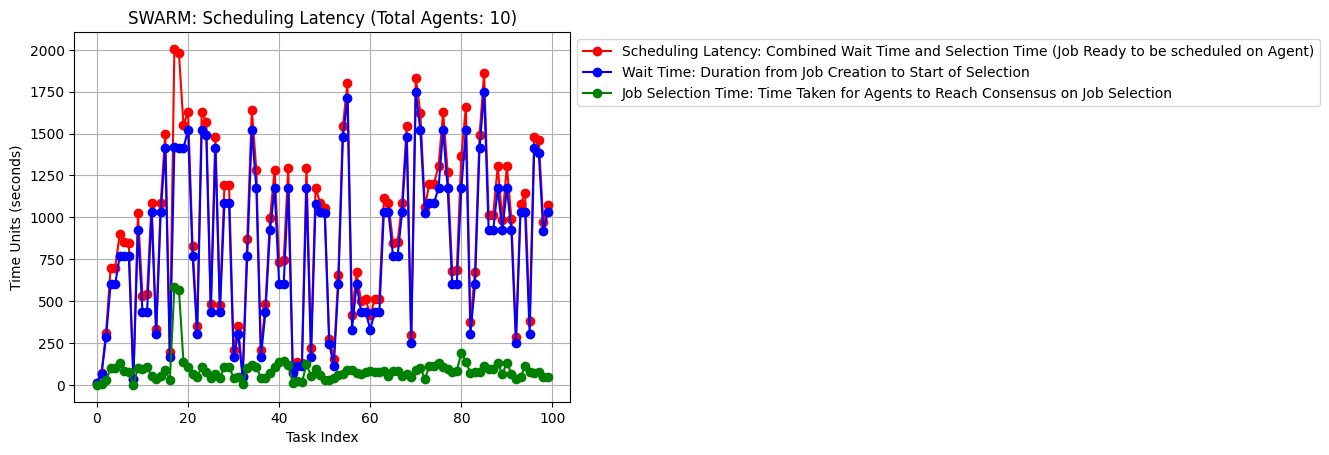 SWARM: Scheduling Latency (Total Agents: 10)
Scheduling Latency: Combined Wait Time and Selection Time (Job Ready to be scheduled on Agent)
Wait Time: Duration from Job Creation to Start of Selection
Job Selection Time: Time Taken for Agents to Reach Consensus on Job Selection
Time Units (seconds)
2000
1750
1500
1250
1000
750
500
250
0
0 20 40 60 80 100
Task Index